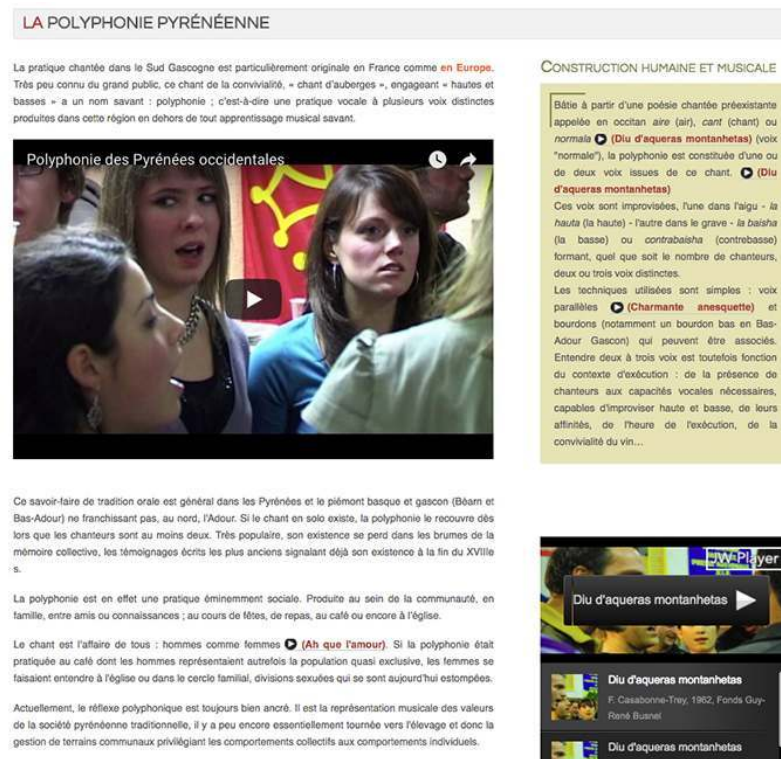 LA POLYPHONIE PYRÉNÉENNE
La pratique chantée dans le Sud Gascogne est particulièrement originale en France comme en Europe.
Très peu connu du grand public, ce chant de la convivialité, « chant d'auberges », engageant « hautes et
basses » a un nom savant : polyphonie ; c'est-à-dire une pratique vocale à plusieurs voix distinctes
produites dans cette région en dehors de tout apprentissage musical savant.
Polyphonie des Pyrénées occidentales
Ce savoir-faire de tradition orale est général dans les Pyrénées et le piémont basque et gascon (Béarn et
Bas-Adour) ne franchissant pas, au nord, l'Adour. Si le chant en solo existe, la polyphonie le recouvre dès
lors que les chanteurs sont au moins deux. Très populaire, son existence se perd dans les brumes de la
mémoire collective, les témoignages écrits les plus anciens signalant déjà son existence à la fin du XVIIIe
s.
La polyphonie est en effet une pratique éminemment sociale. Produite au sein de la communauté, en
famille, entre amis ou connaissances ; au cours de fêtes, de repas, au café ou encore à l'église.
Le chant est l'affaire de tous : hommes comme femmes (Ah que l'amour). Si la polyphonie était
pratiquée au café dont les hommes représentaient autrefois la population quasi exclusive, les femmes se
faisaient entendre à l'église ou dans le cercle familial, divisions sexuées qui se sont aujourd'hui estompées.
Actuellement, le réflexe polyphonique est toujours bien ancré. Il est la représentation musicale des valeurs
de la société pyrénéenne traditionnelle, il y a peu encore essentiellement tournée vers l'élevage et donc la
gestion de terrains communaux privilégiant les comportements collectifs aux comportements individuels.
CONSTRUCTION HUMAINE ET MUSICALE
Bâtie à partir d'une poésie chantée préexistante
appelée en occitan aire (air), cant (chant) ou
normala (Diu d'aqueras montanhetas) (voix
"normale"), la polyphonie est constituée d'une ou
de deux voix issues de ce chant. (Diu
d'aqueras montanhetas)
Ces voix sont improvisées, l'une dans l'aigu - la
hauta (la haute) - l'autre dans le grave - la baisha
(la basse) ou contrabaisha (contrebasse)
formant, quel que soit le nombre de chanteurs,
deux ou trois voix distinctes.
Les techniques utilisées sont simples : voix
parallèles (Charmante anesquette) et
bourdons (notamment un bourdon bas en Bas-
Adour Gascon) qui peuvent être associés.
Entendre deux à trois voix est toutefois fonction
du contexte d'exécution : de la présence de
chanteurs aux capacités vocales nécessaires,
capables d'improviser haute et basse, de leurs
affinités, de l'heure de l'exécution, de la
convivialité du vin...
JW Player
Diu d'aqueras montanhetas
Diu d'aqueras montanhetas
F. Casabonne-Trey, 1962, Fonds Guy-
René Busnel
Diu d'aqueras montanhetas